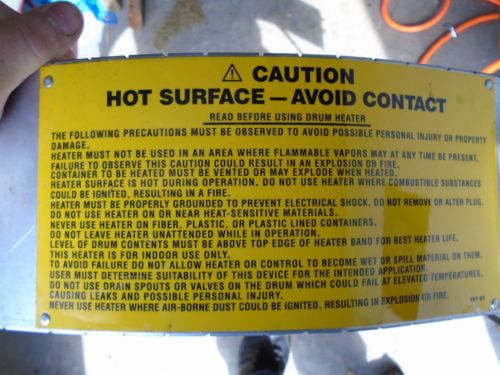 ⚠ CAUTION
HOT SURFACE — AVOID CONTACT
READ BEFORE USING DRUM HEATER
THE FOLLOWING PRECAUTIONS MUST BE OBSERVED TO AVOID POSSIBLE PERSONAL INJURY OR PROPERTY
DAMAGE.
HEATER MUST NOT BE USED IN AN AREA WHERE FLAMMABLE VAPORS MAY AT ANY TIME BE PRESENT.
FAILURE TO OBSERVE THIS CAUTION COULD RESULT IN AN EXPLOSION OR FIRE.
CONTAINER TO BE HEATED MUST BE VENTED OR MAY EXPLODE WHEN HEATED.
HEATER SURFACE IS HOT DURING OPERATION. DO NOT USE HEATER WHERE COMBUSTIBLE SUBSTANCES
COULD BE IGNITED, RESULTING IN A FIRE.
HEATER MUST BE PROPERLY GROUNDED TO PREVENT ELECTRICAL SHOCK. DO NOT REMOVE OR ALTER PLUG.
DO NOT USE HEATER ON OR NEAR HEAT-SENSITIVE MATERIALS.
NEVER USE HEATER ON FIBER, PLASTIC, OR PLASTIC LINED CONTAINERS.
DO NOT LEAVE HEATER UNATTENDED WHILE IN OPERATION.
LEVEL OF DRUM CONTENTS MUST BE ABOVE TOP EDGE OF HEATER BAND FOR BEST HEATER LIFE.
THIS HEATER IS FOR INDOOR USE ONLY.
TO AVOID FAILURE DO NOT ALLOW HEATER OR CONTROL TO BECOME WET OR SPILL MATERIAL ON THEM.
USER MUST DETERMINE SUITABILITY OF THIS DEVICE FOR THE INTENDED APPLICATION.
DO NOT USE DRAIN SPOUTS OR VALVES ON THE DRUM WHICH COULD FAIL AT ELEVATED TEMPERATURES,
CAUSING LEAKS AND POSSIBLE PERSONAL INJURY.
NEVER USE HEATER WHERE AIR-BORNE DUST COULD BE IGNITED, RESULTING IN EXPLOSION OR FIRE.